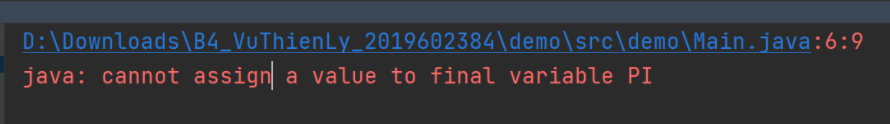 D:\Downloads\B4_VuThienLy_2019602384\demo\src\demo\Main.java:6:9
java: cannot assign a value to final variable PI